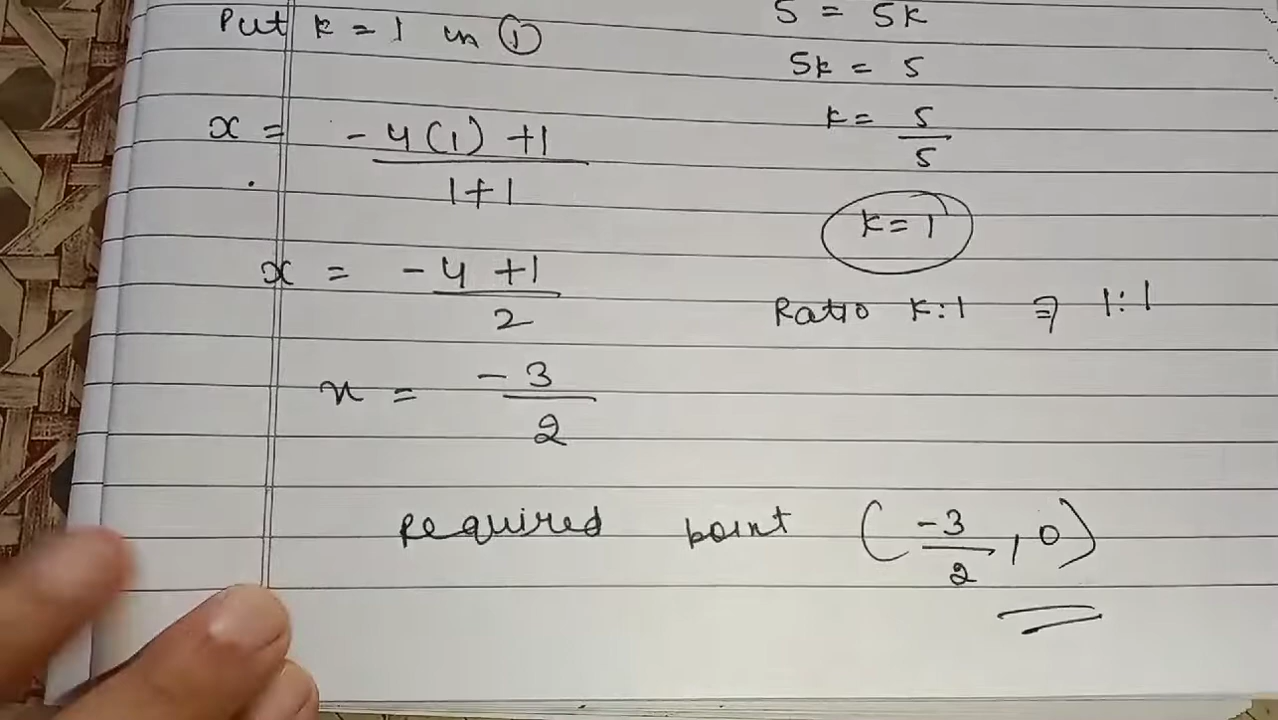 Put k = 1 in ①
x = -4(1) +1
1+1
x = -4 +1
2
x = -3
2
5 = 5k
5k = 5
k = 5
5
k = 1
Ratio k:1 ⇒ 1:1
Required point (-3/2, 0)